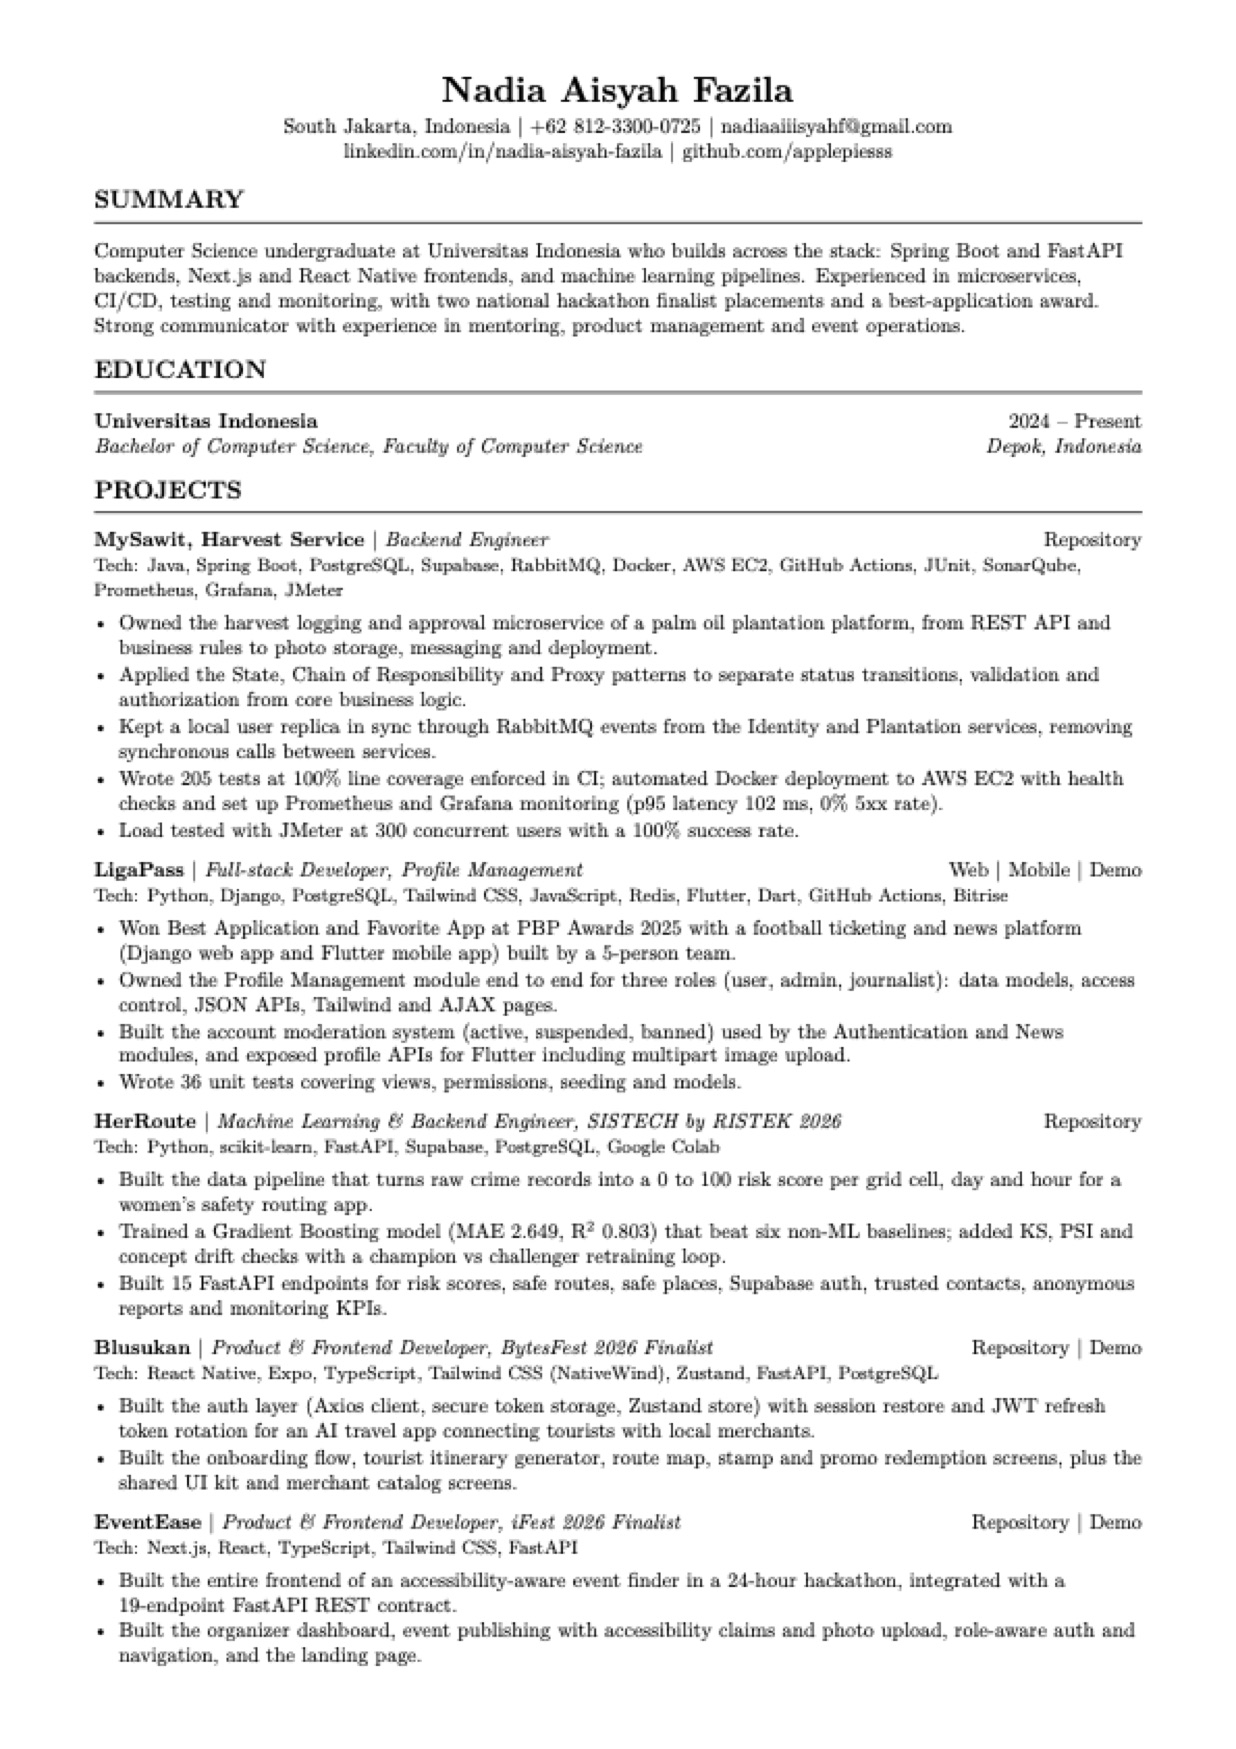 Nadia Aisyah Fazila
South Jakarta, Indonesia | +62 812-3300-0725 | nadiaaiiisyahf@gmail.com
linkedin.com/in/nadia-aisyah-fazila | github.com/applepiesss
SUMMARY
Computer Science undergraduate at Universitas Indonesia who builds across the stack: Spring Boot and FastAPI
backends, Next.js and React Native frontends, and machine learning pipelines. Experienced in microservices,
CI/CD, testing and monitoring, with two national hackathon finalist placements and a best-application award.
Strong communicator with experience in mentoring, product management and event operations.
EDUCATION
Universitas Indonesia 2024 – Present
Bachelor of Computer Science, Faculty of Computer Science Depok, Indonesia
PROJECTS
MySawit, Harvest Service | Backend Engineer Repository
Tech: Java, Spring Boot, PostgreSQL, Supabase, RabbitMQ, Docker, AWS EC2, GitHub Actions, JUnit, SonarQube,
Prometheus, Grafana, JMeter
• Owned the harvest logging and approval microservice of a palm oil plantation platform, from REST API and
business rules to photo storage, messaging and deployment.
• Applied the State, Chain of Responsibility and Proxy patterns to separate status transitions, validation and
authorization from core business logic.
• Kept a local user replica in sync through RabbitMQ events from the Identity and Plantation services, removing
synchronous calls between services.
• Wrote 205 tests at 100% line coverage enforced in CI; automated Docker deployment to AWS EC2 with health
checks and set up Prometheus and Grafana monitoring (p95 latency 102 ms, 0% 5xx rate).
• Load tested with JMeter at 300 concurrent users with a 100% success rate.
LigaPass | Full-stack Developer, Profile Management Web | Mobile | Demo
Tech: Python, Django, PostgreSQL, Tailwind CSS, JavaScript, Redis, Flutter, Dart, GitHub Actions, Bitrise
• Won Best Application and Favorite App at PBP Awards 2025 with a football ticketing and news platform
(Django web app and Flutter mobile app) built by a 5-person team.
• Owned the Profile Management module end to end for three roles (user, admin, journalist): data models, access
control, JSON APIs, Tailwind and AJAX pages.
• Built the account moderation system (active, suspended, banned) used by the Authentication and News
modules, and exposed profile APIs for Flutter including multipart image upload.
• Wrote 36 unit tests covering views, permissions, seeding and models.
HerRoute | Machine Learning & Backend Engineer, SISTECH by RISTEK 2026 Repository
Tech: Python, scikit-learn, FastAPI, Supabase, PostgreSQL, Google Colab
• Built the data pipeline that turns raw crime records into a 0 to 100 risk score per grid cell, day and hour for a
women's safety routing app.
• Trained a Gradient Boosting model (MAE 2.649, R² 0.803) that beat six non-ML baselines; added KS, PSI and
concept drift checks with a champion vs challenger retraining loop.
• Built 15 FastAPI endpoints for risk scores, safe routes, safe places, Supabase auth, trusted contacts, anonymous
reports and monitoring KPIs.
Blusukan | Product & Frontend Developer, BytesFest 2026 Finalist Repository | Demo
Tech: React Native, Expo, TypeScript, Tailwind CSS (NativeWind), Zustand, FastAPI, PostgreSQL
• Built the auth layer (Axios client, secure token storage, Zustand store) with session restore and JWT refresh
token rotation for an AI travel app connecting tourists with local merchants.
• Built the onboarding flow, tourist itinerary generator, route map, stamp and promo redemption screens, plus the
shared UI kit and merchant catalog screens.
EventEase | Product & Frontend Developer, iFest 2026 Finalist Repository | Demo
Tech: Next.js, React, TypeScript, Tailwind CSS, FastAPI
• Built the entire frontend of an accessibility-aware event finder in a 24-hour hackathon, integrated with a
19-endpoint FastAPI REST contract.
• Built the organizer dashboard, event publishing with accessibility claims and photo upload, role-aware auth and
navigation, and the landing page.